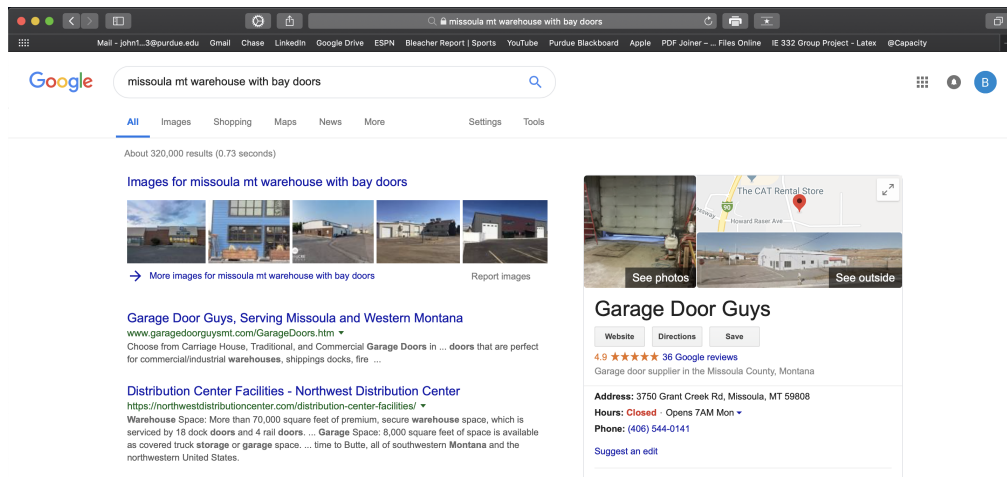 missoula mt warehouse with bay doors
Mail - john1...3@purdue.edu Gmail Chase LinkedIn Google Drive ESPN Bleacher Report | Sports YouTube Purdue Blackboard Apple PDF Joiner – ... Files Online IE 332 Group Project - Latex @Capacity
Google
missoula mt warehouse with bay doors
B
All Images Shopping Maps News More Settings Tools
About 320,000 results (0.73 seconds)
Images for missoula mt warehouse with bay doors
More images for missoula mt warehouse with bay doors Report images
Garage Door Guys, Serving Missoula and Western Montana
www.garagedoorguysmt.com/GarageDoors.htm
Choose from Carriage House, Traditional, and Commercial Garage Doors in ... doors that are perfect
for commercial/industrial warehouses, shippings docks, fire ...
Distribution Center Facilities - Northwest Distribution Center
https://northwestdistributioncenter.com/distribution-center-facilities/
Warehouse Space: More than 70,000 square feet of premium, secure warehouse space, which is
serviced by 18 dock doors and 4 rail doors. ... Garage Space: 8,000 square feet of space is available
as covered truck storage or garage space. ... time to Butte, all of southwestern Montana and the
northwestern United States.
The CAT Rental Store
90
Howard Raser Ave
See photos
See outside
Garage Door Guys
Website Directions Save
4.9 ★★★★★ 36 Google reviews
Garage door supplier in the Missoula County, Montana
Address: 3750 Grant Creek Rd, Missoula, MT 59808
Hours: Closed · Opens 7AM Mon
Phone: (406) 544-0141
Suggest an edit